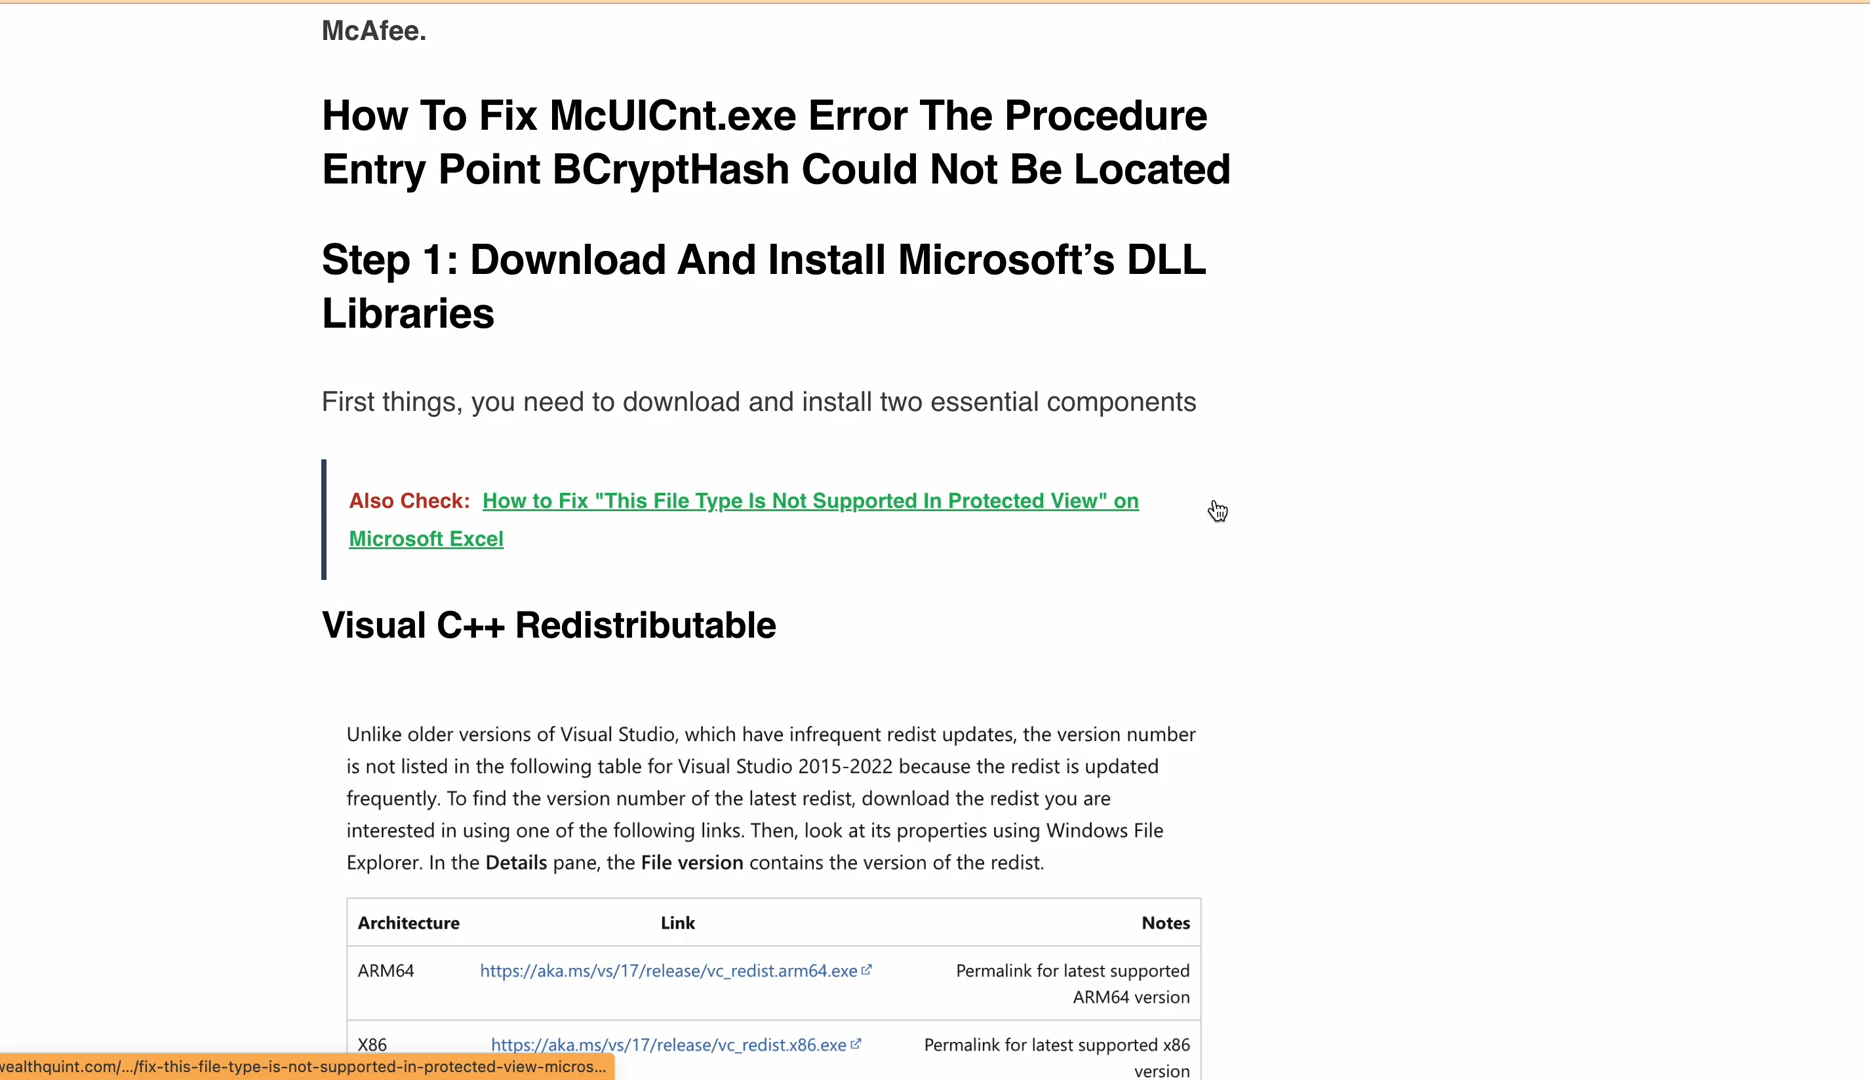 McAfee.
How To Fix McUICnt.exe Error The Procedure
Entry Point BCryptHash Could Not Be Located
Step 1: Download And Install Microsoft’s DLL
Libraries
First things, you need to download and install two essential components
Also Check: How to Fix "This File Type Is Not Supported In Protected View" on
Microsoft Excel
Visual C++ Redistributable
Unlike older versions of Visual Studio, which have infrequent redist updates, the version number
is not listed in the following table for Visual Studio 2015-2022 because the redist is updated
frequently. To find the version number of the latest redist, download the redist you are
interested in using one of the following links. Then, look at its properties using Windows File
Explorer. In the Details pane, the File version contains the version of the redist.
Architecture Link Notes
ARM64 https://aka.ms/vs/17/release/vc_redist.arm64.exe Permalink for latest supported
ARM64 version
X86 https://aka.ms/vs/17/release/vc_redist.x86.exe Permalink for latest supported x86
version
wealthquint.com/.../fix-this-file-type-is-not-supported-in-protected-view-micros...